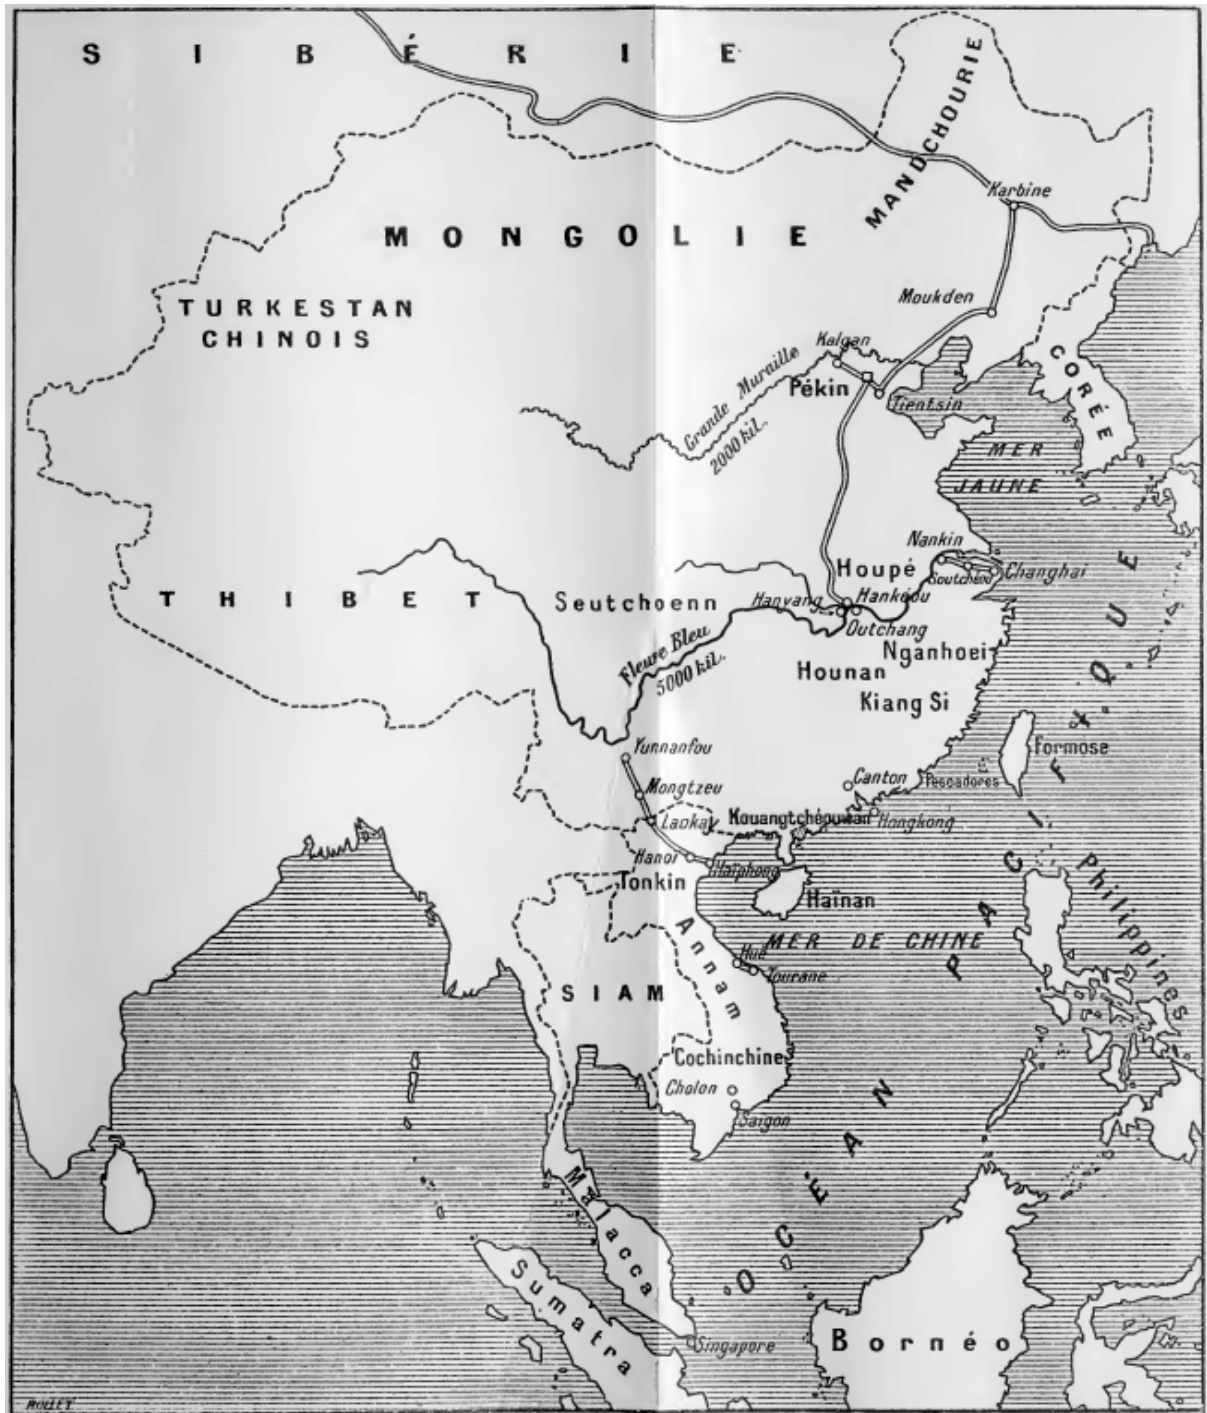 SIBÉRIE
MANDCHOURIE
Karbine
MONGOLIE
TURKESTAN
CHINOIS
Moukden
Kalgan
Grande Muraille
2000 kil.
Pékin
Tientsin
CORÉE
MER
JAUNE
Nankin
Houpé
Soutchéou
Changhai
THIBET
Seutchoenn
Hanyang
Hankéou
Outchang
Fleuve Bleu
5000 kil.
Nganhoei
Hounan
Kiang Si
Yunnanfou
Formose
Mongtzeu
Canton
Pescadores
Laokay
Kouangtchéouwan
Hongkong
Hanoï
Haïphong
Tonkin
Haïnan
Annam
MER DE CHINE
Hué
Tourane
Philippines
SIAM
OCÉAN PACIFIQUE
Cochinchine
Cholon
Saigon
Malacca
Sumatra
Singapore
Bornéo
ROLLET